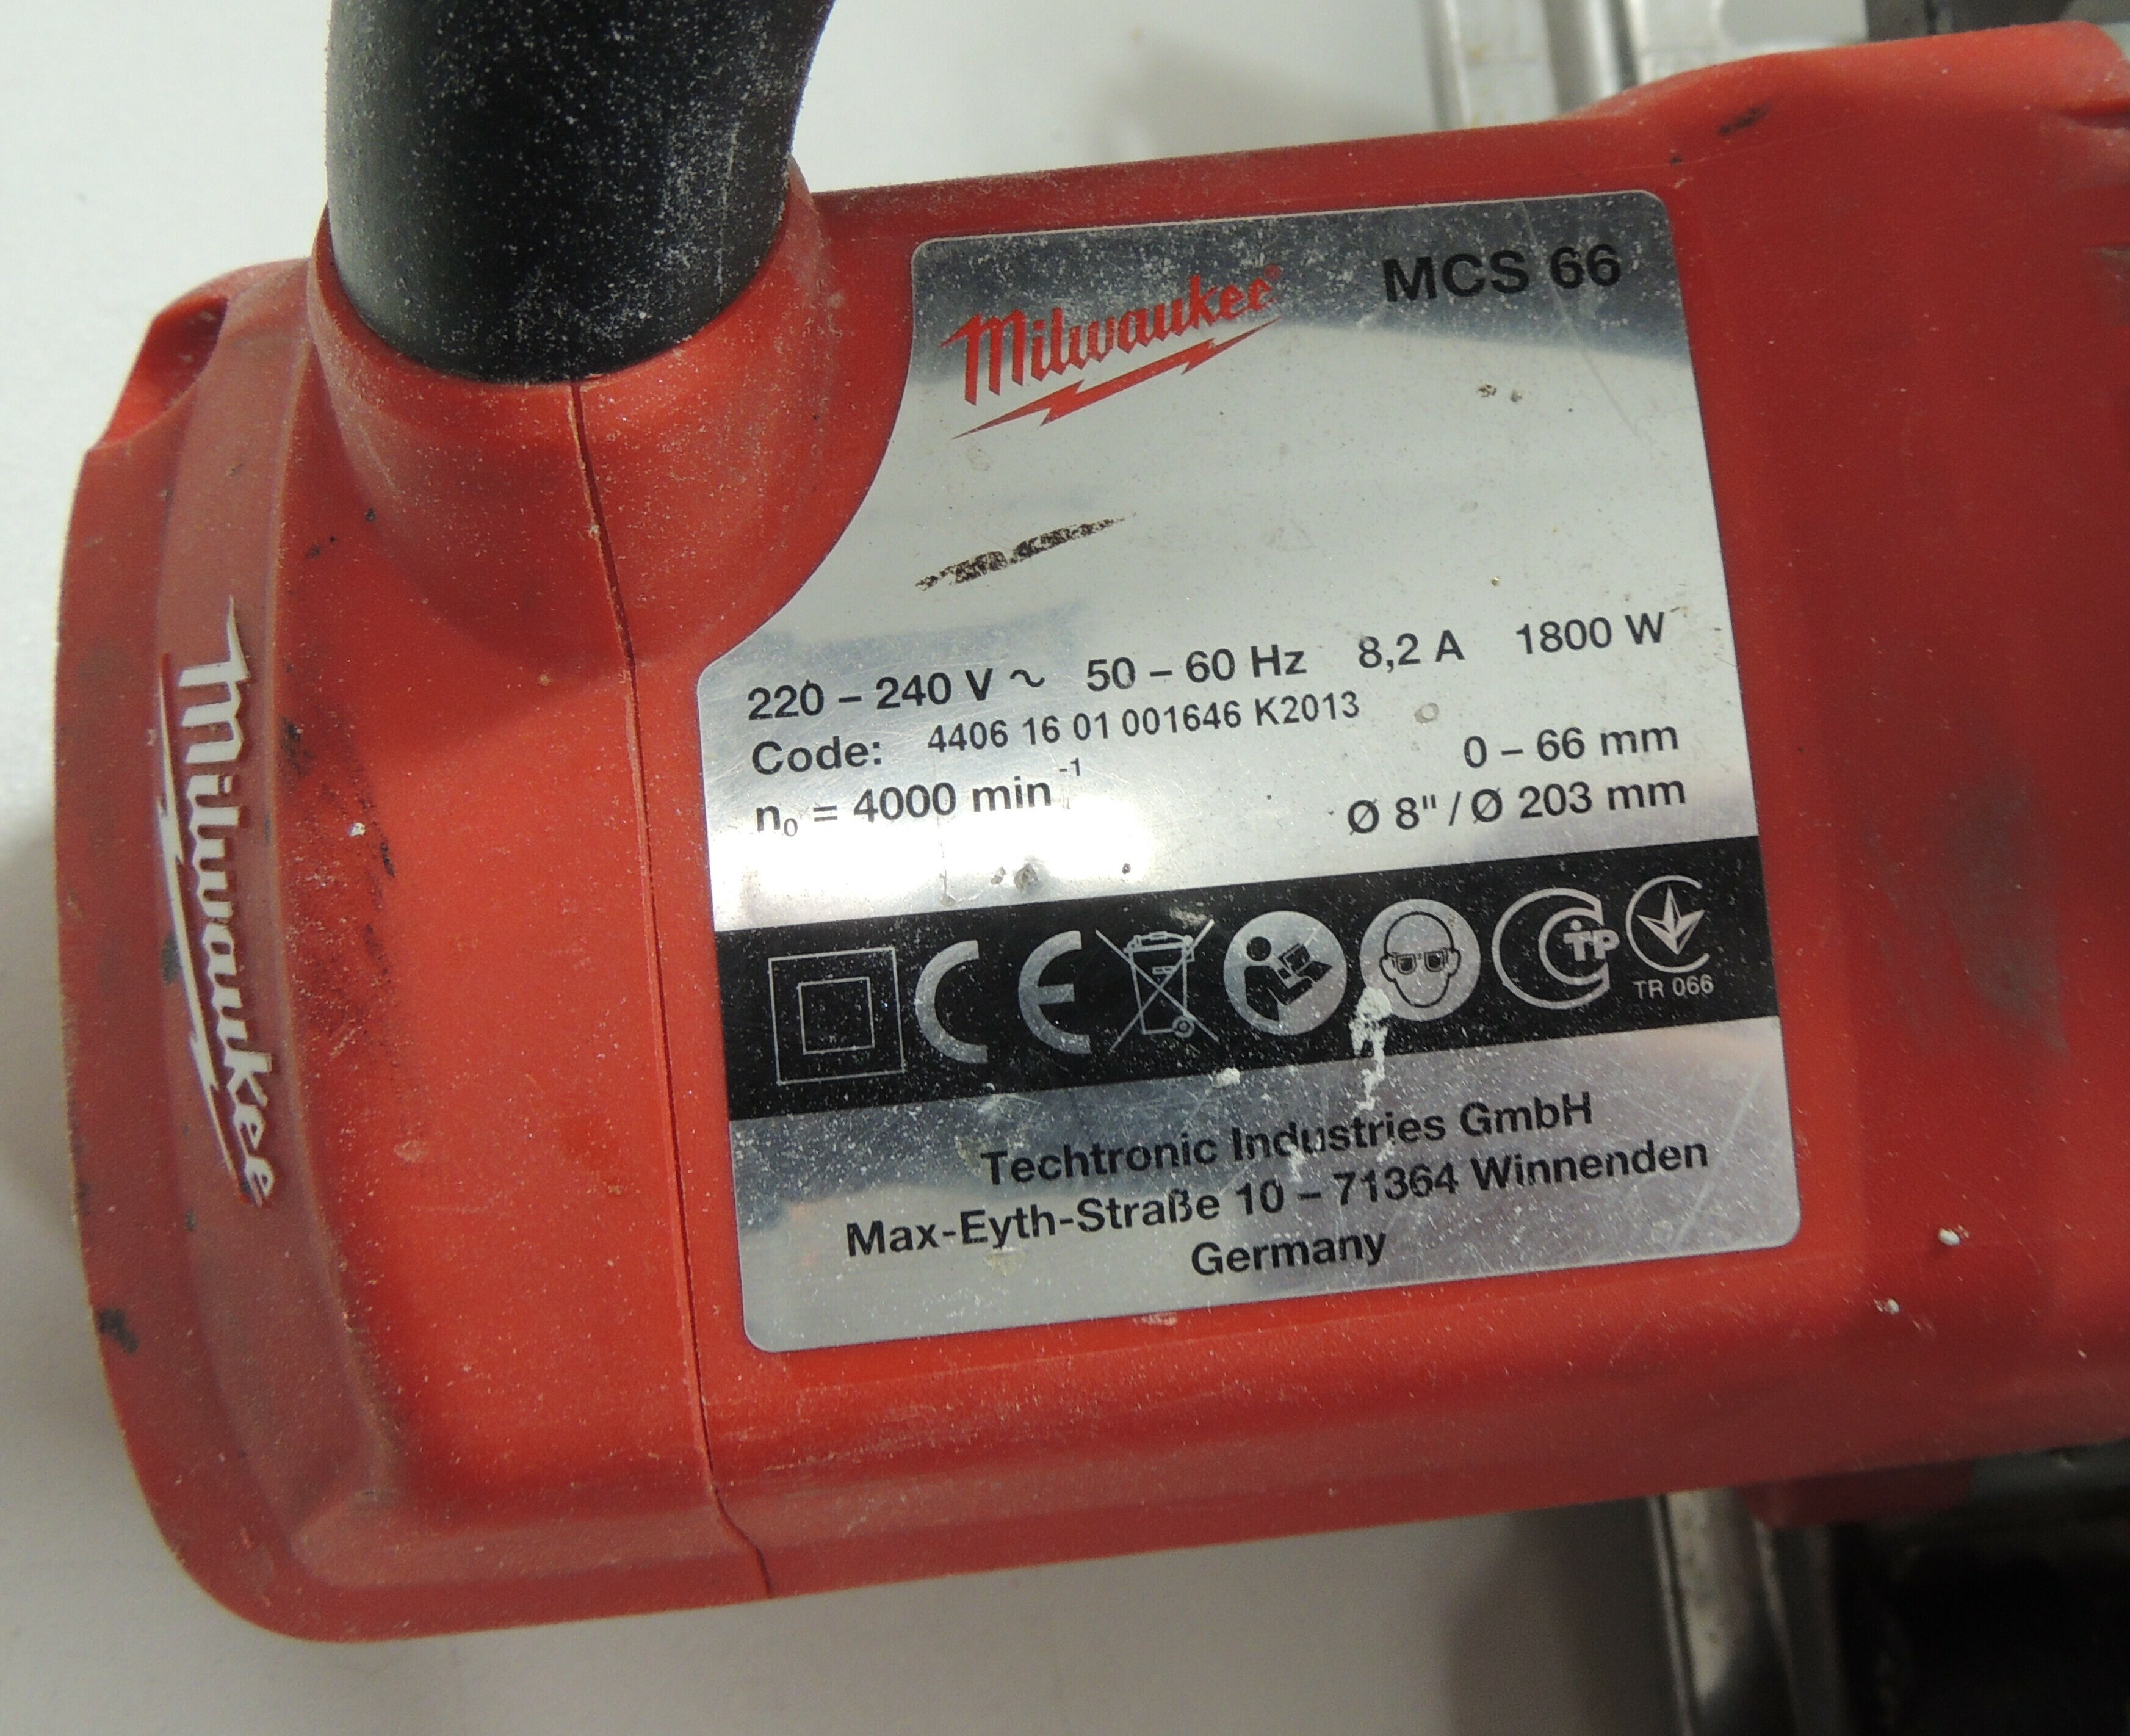 Milwaukee® MCS 66
220 – 240 V ~ 50 – 60 Hz 8,2 A 1800 W
Code: 4406 16 01 001646 K2013
0 – 66 mm
n₀ = 4000 min⁻¹ Ø 8" / Ø 203 mm
CE
TP
TR 066
Techtronic Industries GmbH
Max-Eyth-Straße 10 – 71364 Winnenden
Germany
Milwaukee